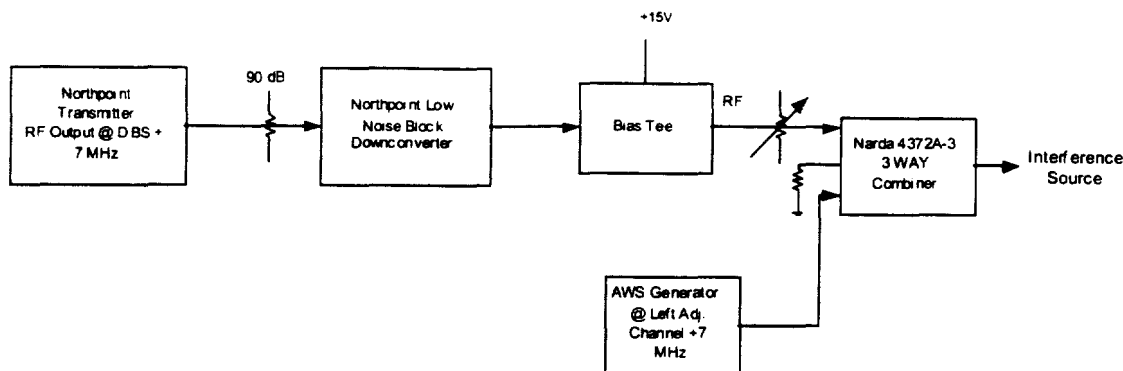 +15V
90 dB
Northpoint
Transmitter
RF Output @ DBS +
7 MHz
Northpoint Low
Noise Block
Downconverter
Bias Tee
RF
Narda 4372A-3
3 WAY
Combiner
Interference
Source
AWS Generator
@ Left Adj.
Channel +7
MHz